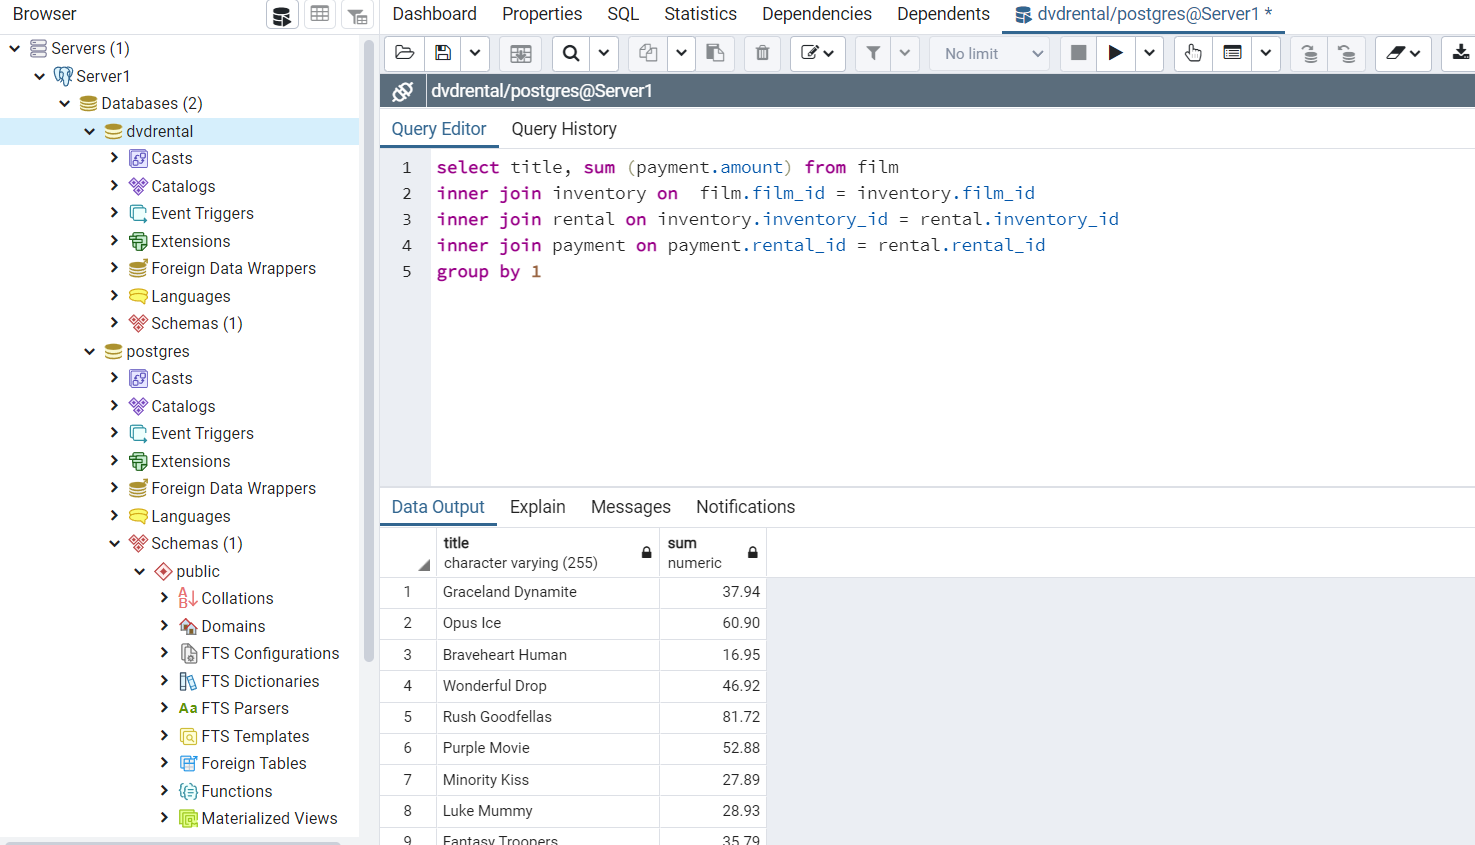 Browser
Servers (1)
Server1
Databases (2)
dvdrental
Casts
Catalogs
Event Triggers
Extensions
Foreign Data Wrappers
Languages
Schemas (1)
postgres
Casts
Catalogs
Event Triggers
Extensions
Foreign Data Wrappers
Languages
Schemas (1)
public
Collations
Domains
FTS Configurations
FTS Dictionaries
Aa FTS Parsers
FTS Templates
Foreign Tables
Functions
Materialized Views
Dashboard Properties SQL Statistics Dependencies Dependents dvdrental/postgres@Server1 *
No limit
dvdrental/postgres@Server1
Query Editor Query History
1 select title, sum (payment.amount) from film
2 inner join inventory on  film.film_id = inventory.film_id
3 inner join rental on inventory.inventory_id = rental.inventory_id
4 inner join payment on payment.rental_id = rental.rental_id
5 group by 1
Data Output Explain Messages Notifications
title sum
character varying (255) numeric
1 Graceland Dynamite 37.94
2 Opus Ice 60.90
3 Braveheart Human 16.95
4 Wonderful Drop 46.92
5 Rush Goodfellas 81.72
6 Purple Movie 52.88
7 Minority Kiss 27.89
8 Luke Mummy 28.93
9 Fantasy Troopers 35.79